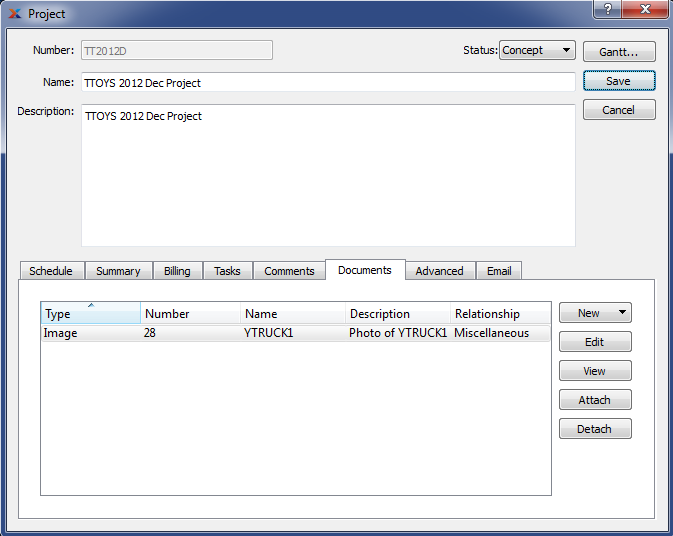 Project
Number: TT2012D Status: Concept Gantt...
Name: TTOYS 2012 Dec Project Save
Description: TTOYS 2012 Dec Project Cancel
Schedule Summary Billing Tasks Comments Documents Advanced Email
Type Number Name Description Relationship New
Image 28 YTRUCK1 Photo of YTRUCK1 Miscellaneous
Edit
View
Attach
Detach